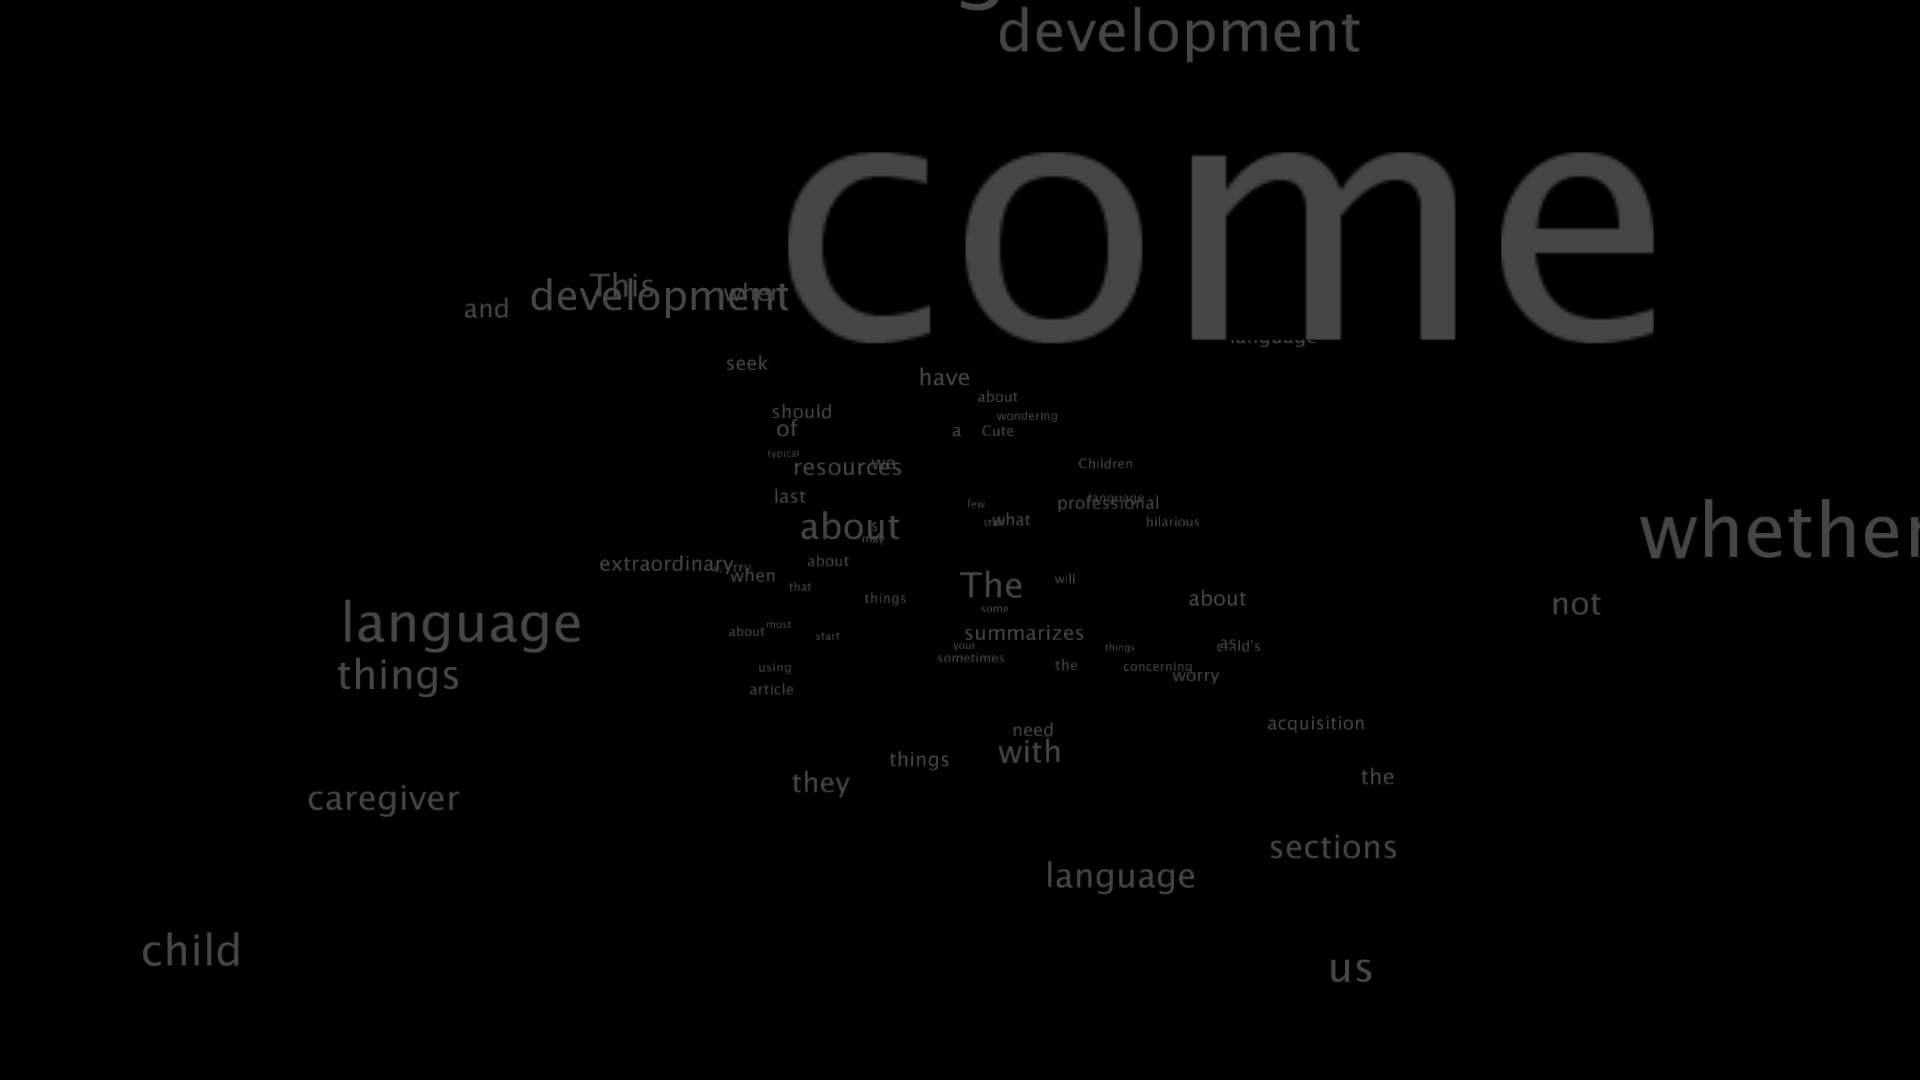 development
come
This
development
and
language
seek
have
about
should
wondering
of
a
Cute
typical
resources
we
Children
last
language
professional
few
what
hilarious
about
may
extraordinary
about
when
The
will
that
things
about
not
whether
some
language
most
about
start
summarizes
your
things
child's
sometimes
the
concerning
using
worry
things
article
acquisition
need
with
things
the
they
caregiver
sections
language
child
us